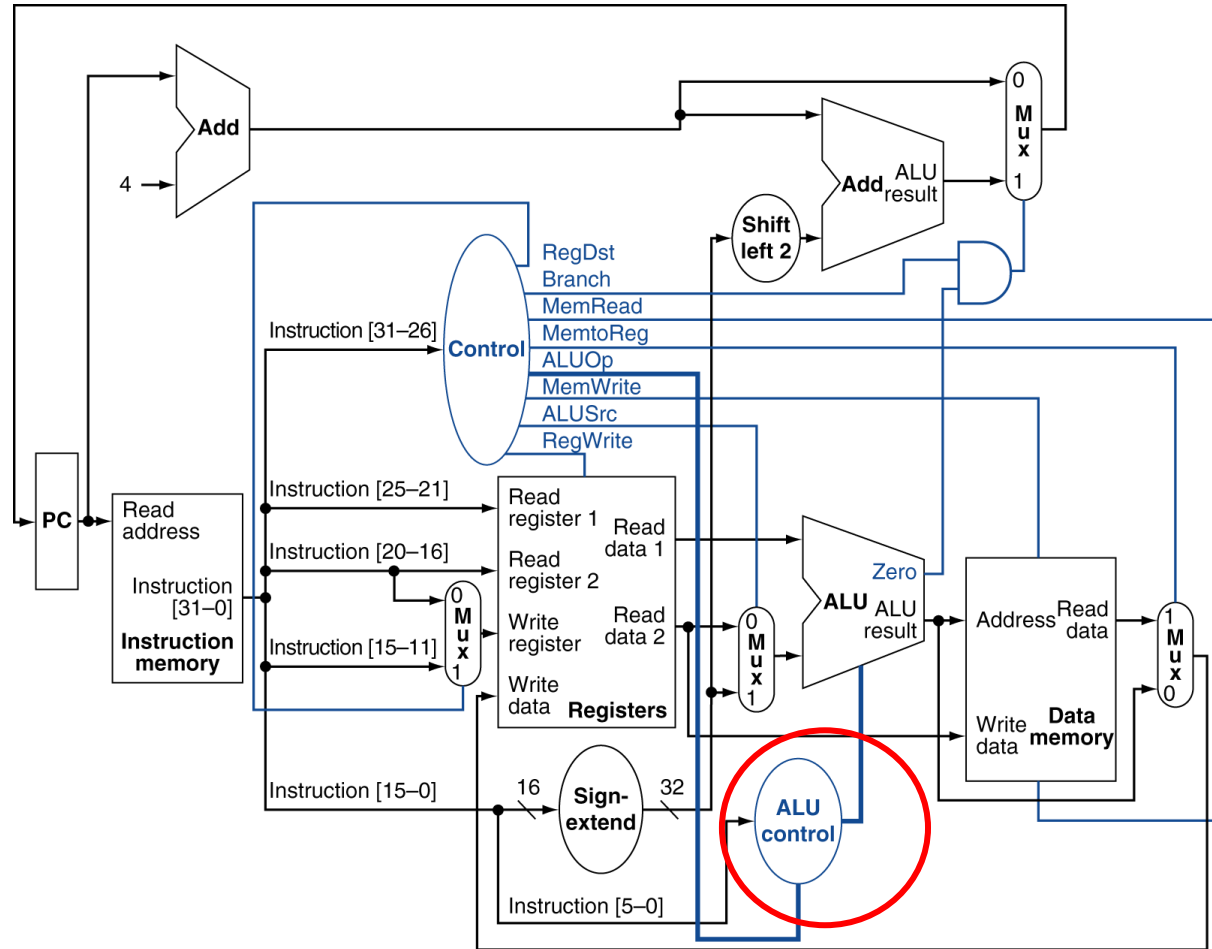 0
M
u
x
1
Add
4
Add
ALU
result
Shift
left 2
RegDst
Branch
MemRead
MemtoReg
ALUOp
MemWrite
ALUSrc
RegWrite
Instruction [31–26]
Control
PC
Read
address
Instruction
[31–0]
Instruction
memory
Instruction [25–21]
Instruction [20–16]
Instruction [15–11]
0
M
u
x
1
Read
register 1
Read
register 2
Write
register
Write
data
Read
data 1
Read
data 2
Registers
0
M
u
x
1
Zero
ALU
ALU
result
Address
Read
data
Write
data
Data
memory
1
M
u
x
0
Instruction [15–0]
16
Sign-
extend
32
ALU
control
Instruction [5–0]